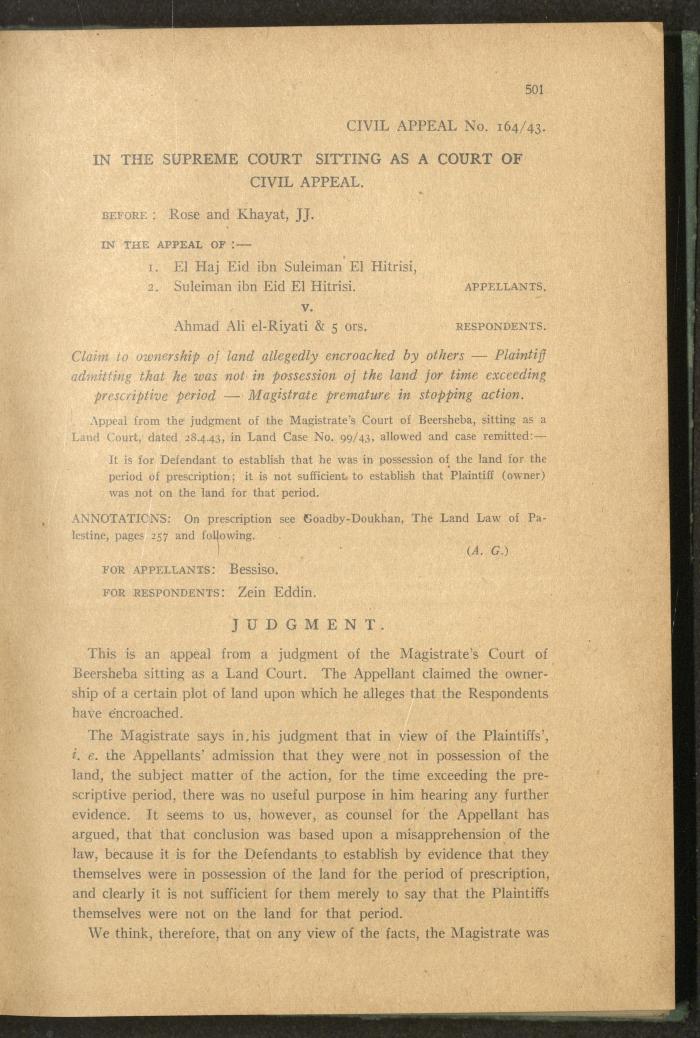 501
CIVIL APPEAL No. 164/43.
IN THE SUPREME COURT SITTING AS A COURT OF
CIVIL APPEAL.
BEFORE : Rose and Khayat, JJ.
IN THE APPEAL OF :—
1. El Haj Eid ibn Suleiman El Hitrisi,
2. Suleiman ibn Eid El Hitrisi. APPELLANTS.
v.
Ahmad Ali el-Riyati & 5 ors. RESPONDENTS.
Claim to ownership of land allegedly encroached by others — Plaintiff
admitting that he was not in possession of the land for time exceeding
prescriptive period — Magistrate premature in stopping action.
Appeal from the judgment of the Magistrate's Court of Beersheba, sitting as a
Land Court, dated 28.4.43, in Land Case No. 99/43, allowed and case remitted:—
It is for Defendant to establish that he was in possession of the land for the
period of prescription; it is not sufficient to establish that Plaintiff (owner)
was not on the land for that period.
ANNOTATIONS: On prescription see Goadby-Doukhan, The Land Law of Pa-
lestine, pages 257 and following.
(A. G.)
FOR APPELLANTS: Bessiso.
FOR RESPONDENTS: Zein Eddin.
JUDGMENT.
This is an appeal from a judgment of the Magistrate's Court of
Beersheba sitting as a Land Court. The Appellant claimed the owner-
ship of a certain plot of land upon which he alleges that the Respondents
have encroached.
The Magistrate says in his judgment that in view of the Plaintiffs',
i. e. the Appellants' admission that they were not in possession of the
land, the subject matter of the action, for the time exceeding the pre-
scriptive period, there was no useful purpose in him hearing any further
evidence. It seems to us, however, as counsel for the Appellant has
argued, that that conclusion was based upon a misapprehension of the
law, because it is for the Defendants to establish by evidence that they
themselves were in possession of the land for the period of prescription,
and clearly it is not sufficient for them merely to say that the Plaintiffs
themselves were not on the land for that period.
We think, therefore, that on any view of the facts, the Magistrate was